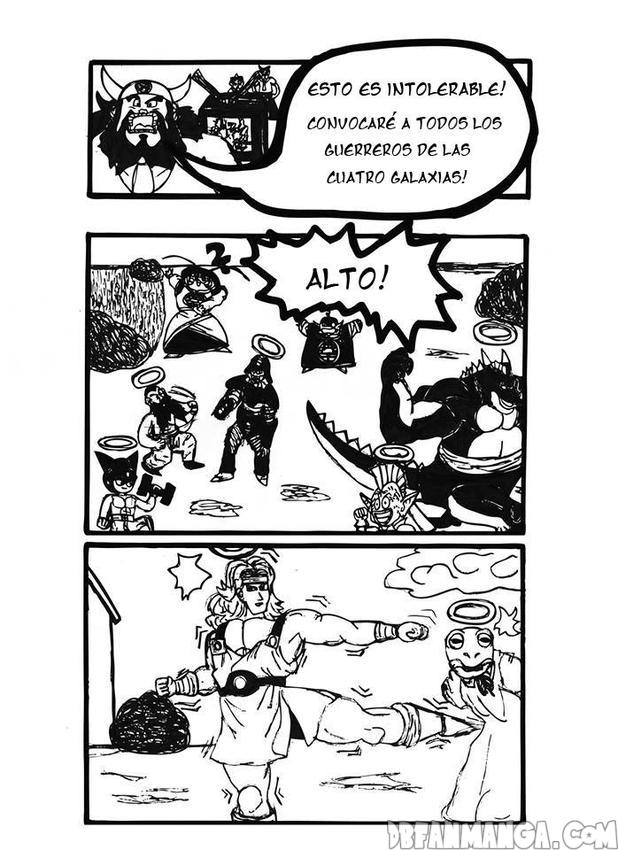 ESTO ES INTOLERABLE!
CONVOCARÉ A TODOS LOS
GUERREROS DE LAS
CUATRO GALAXIAS!
ALTO!
DBFANMANGA.COM